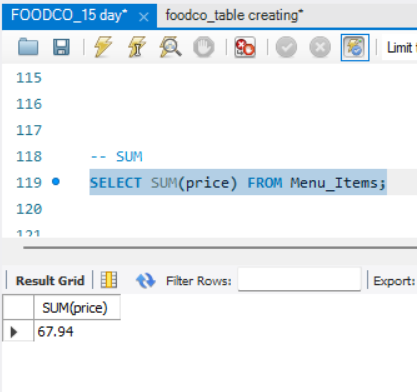 FOODCO_15 day* × foodco_table creating*
Limit
115
116
117
118 -- SUM
119 SELECT SUM(price) FROM Menu_Items;
120
121
Result Grid Filter Rows: Export:
SUM(price)
67.94